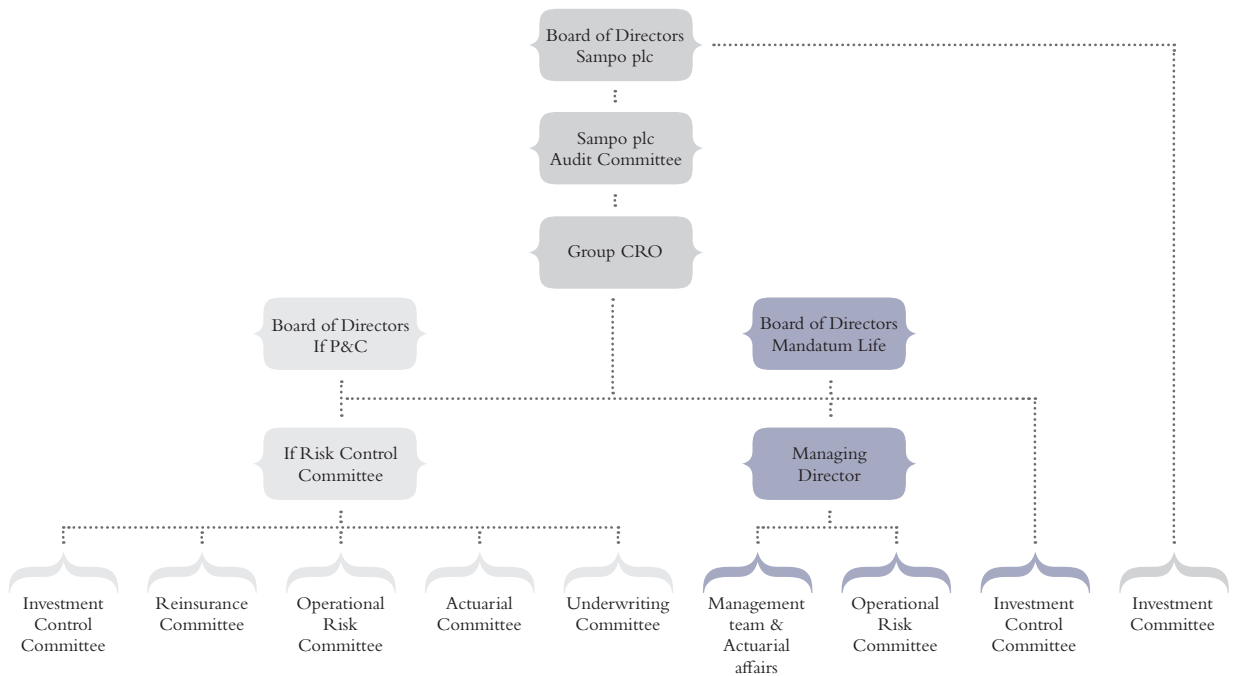 Board of Directors
Sampo plc
Sampo plc
Audit Committee
Group CRO
Board of Directors
If P&C
Board of Directors
Mandatum Life
If Risk Control
Committee
Managing
Director
Investment
Control
Committee
Reinsurance
Committee
Operational
Risk
Committee
Actuarial
Committee
Underwriting
Committee
Management
team &
Actuarial
affairs
Operational
Risk
Committee
Investment
Control
Committee
Investment
Committee